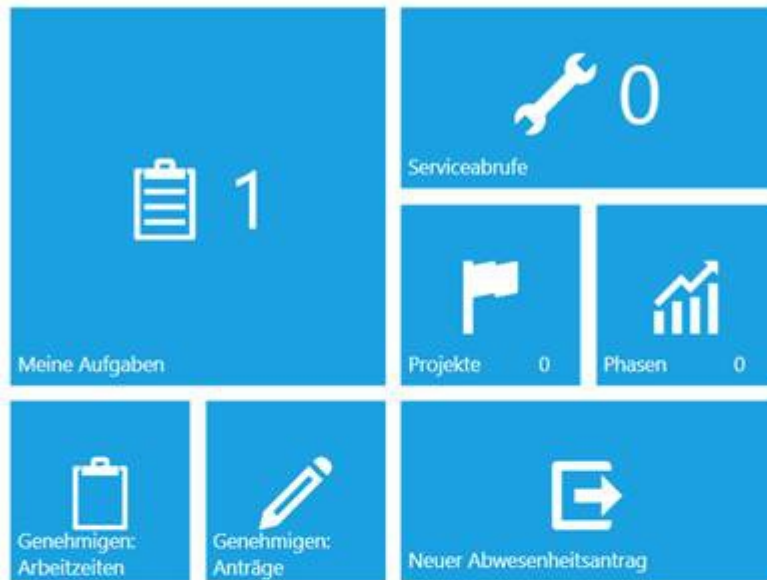 1
Meine Aufgaben
0
Serviceabrufe
Projekte 0
Phasen 0
Genehmigen:
Arbeitzeiten
Genehmigen:
Anträge
Neuer Abwesenheitsantrag